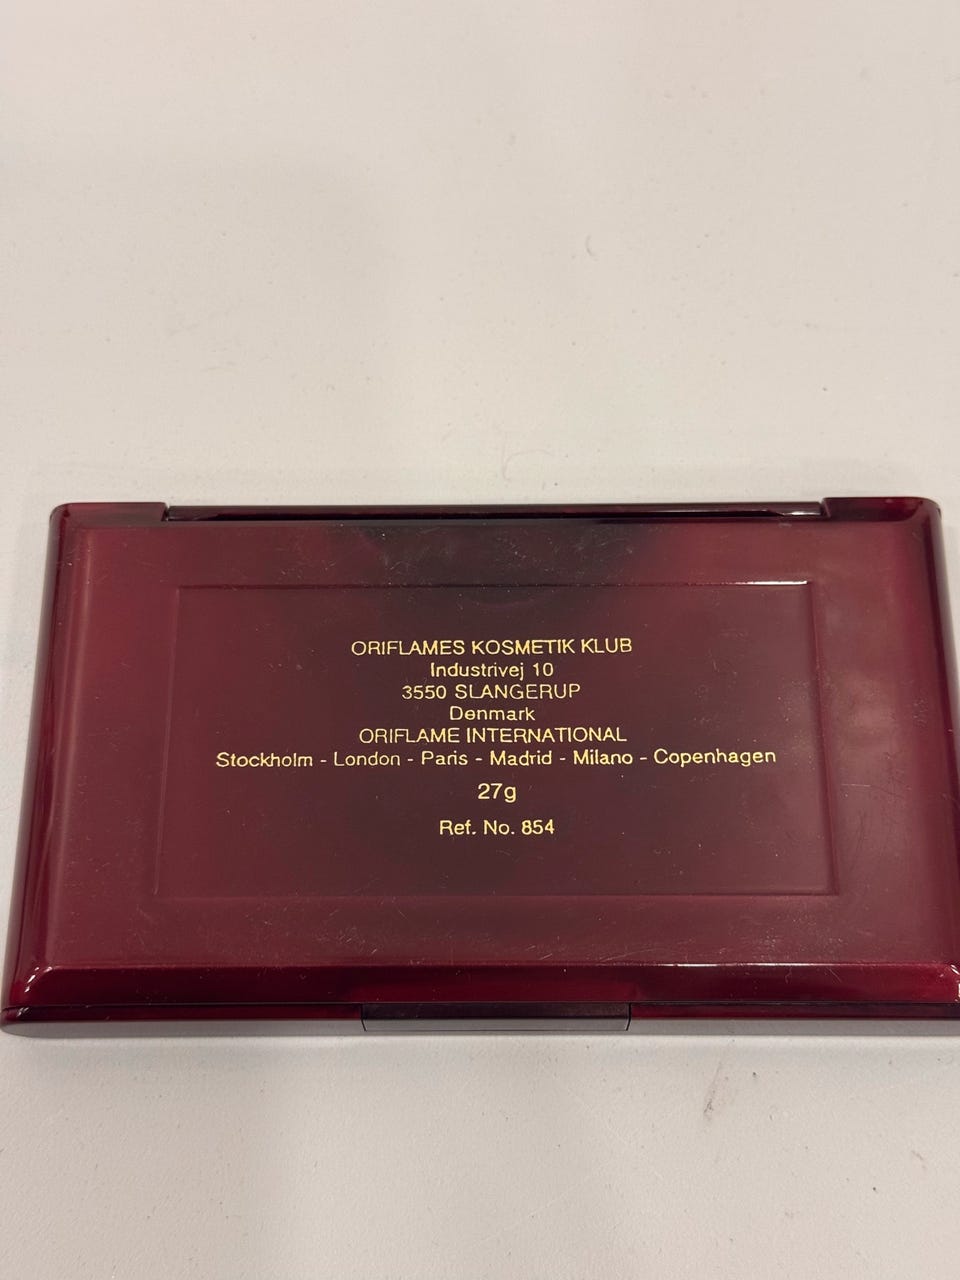 ORIFLAMES KOSMETIK KLUB
Industrivej 10
3550 SLANGERUP
Denmark
ORIFLAME INTERNATIONAL
Stockholm - London - Paris - Madrid - Milano - Copenhagen
27g
Ref. No. 854